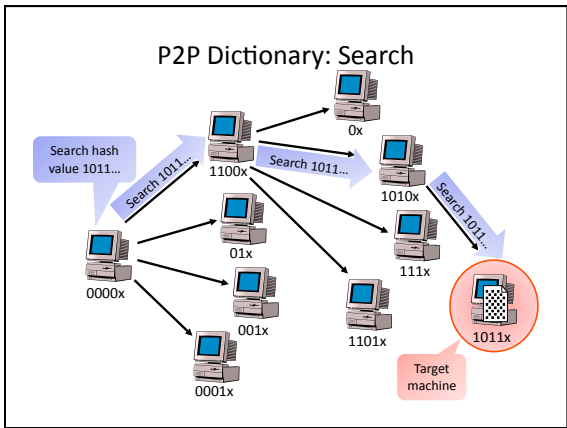 P2P Dictionary: Search
0x
Search hash
value 1011...
Search 1011...
1100x
Search 1011...
1010x
Search
1011...
01x
111x
0000x
001x
1101x
1011x
0001x
Target
machine